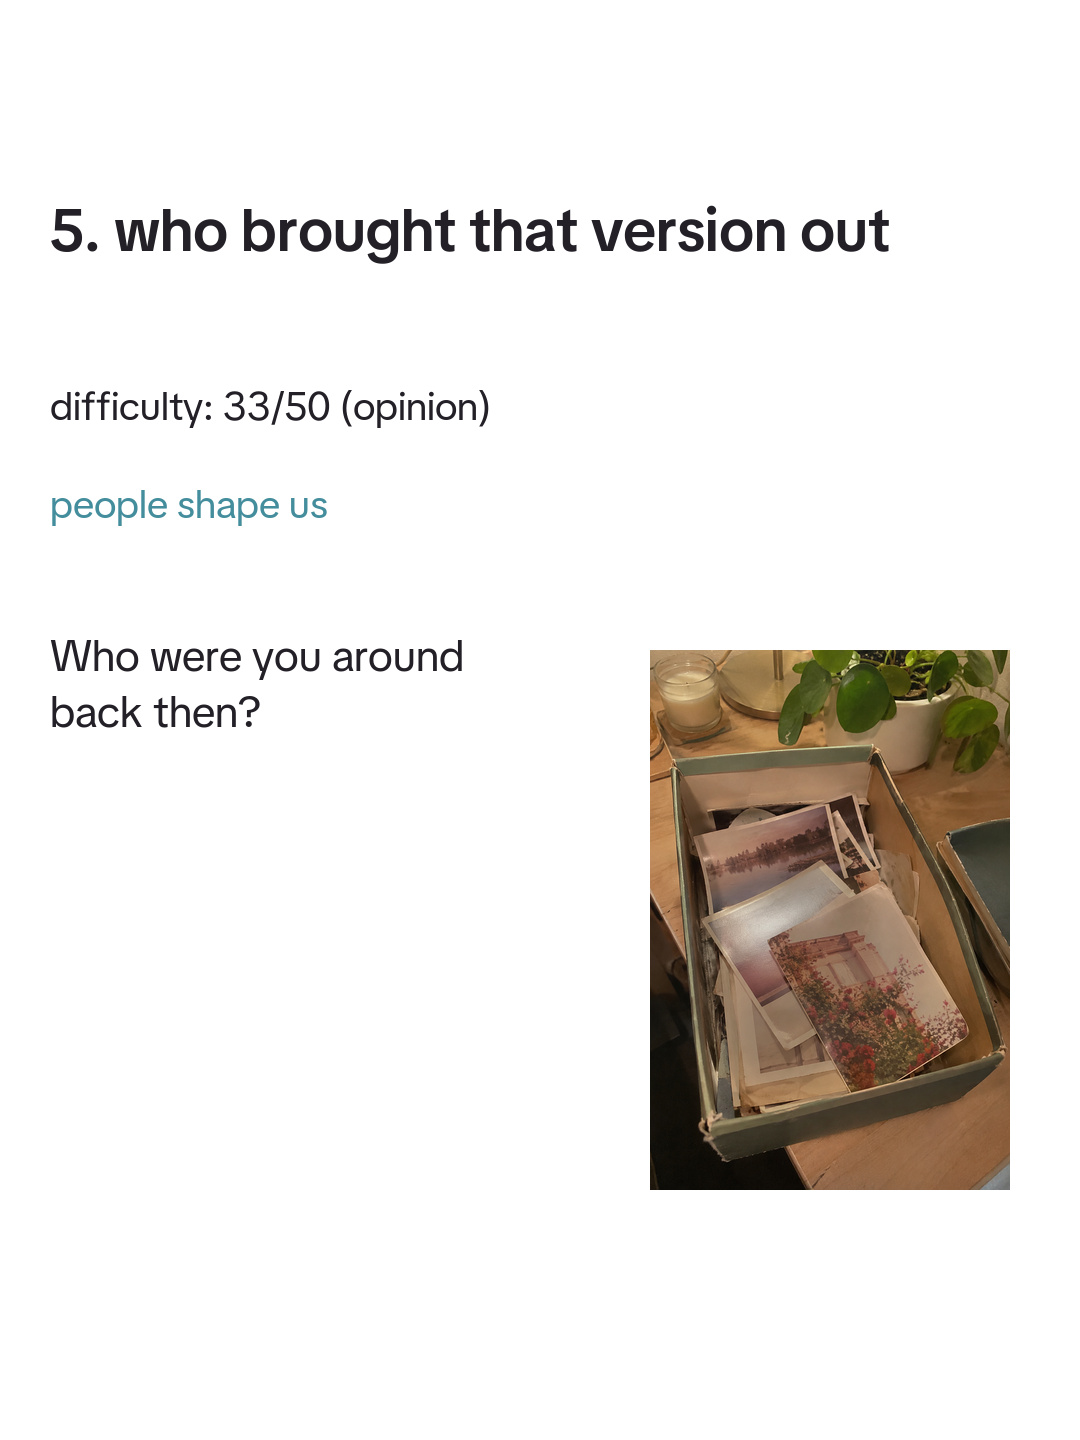 5. who brought that version out
difficulty: 33/50 (opinion)
people shape us
Who were you around
back then?